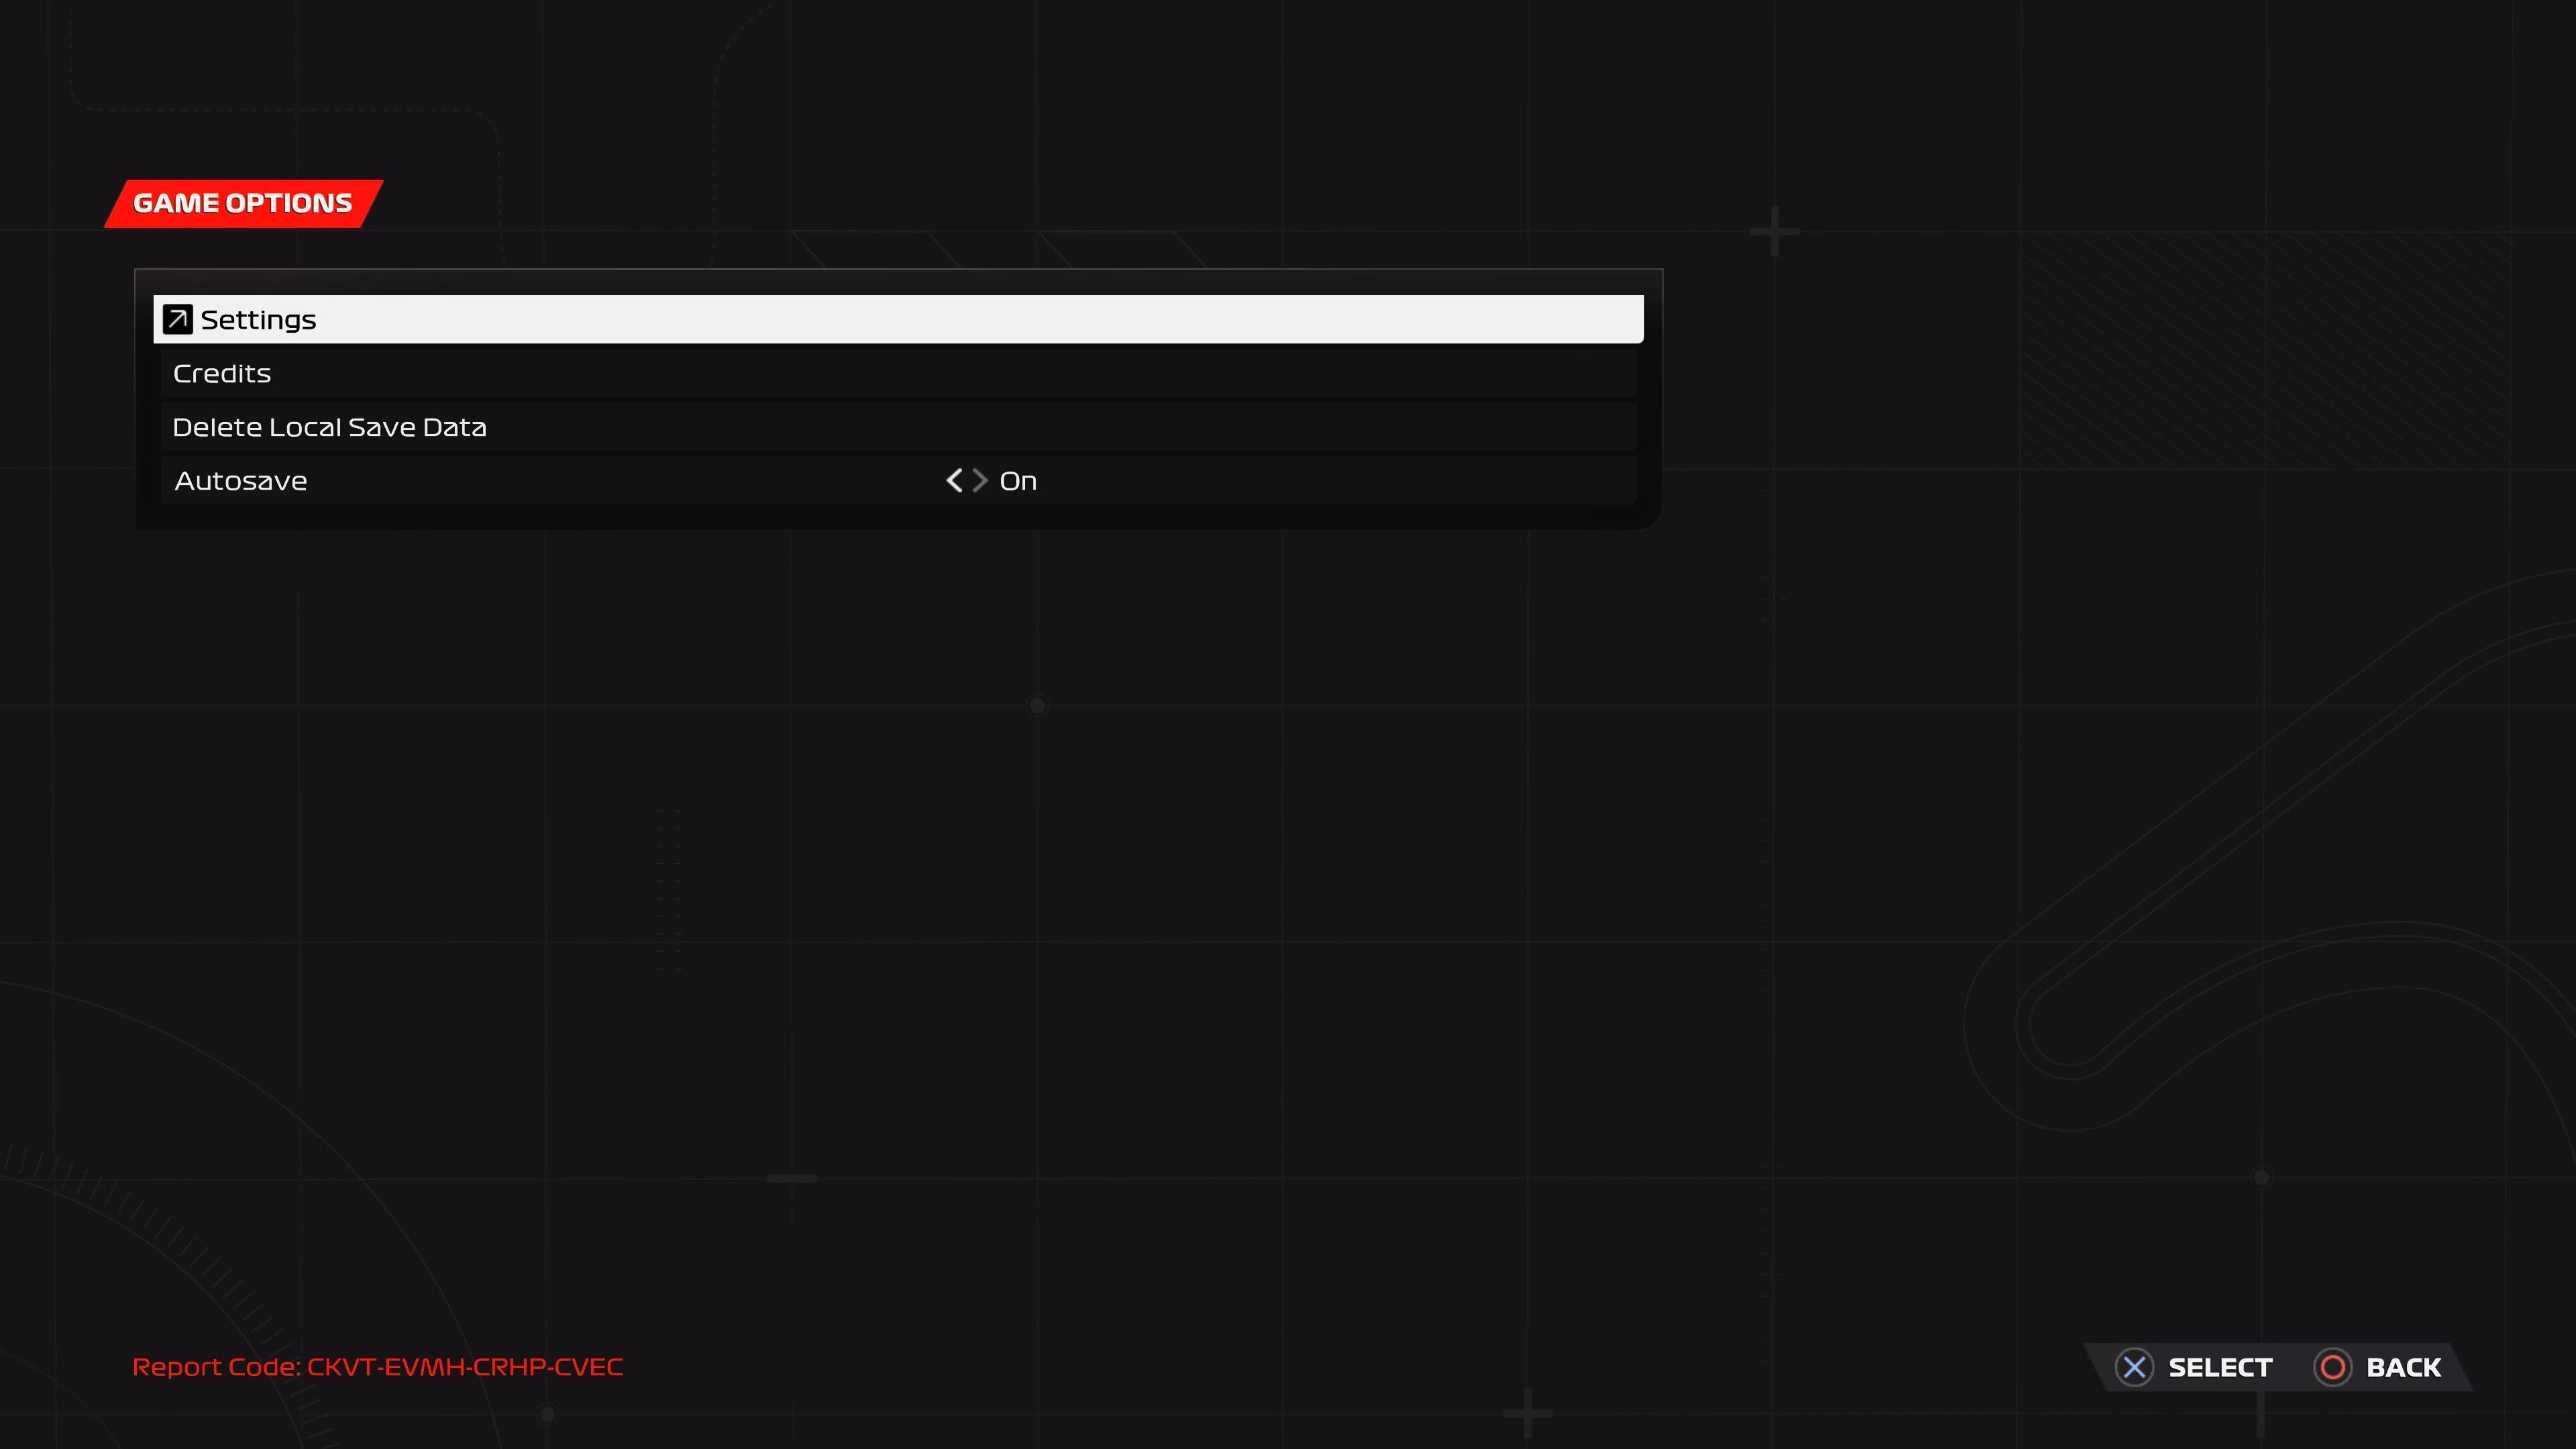 GAME OPTIONS
Settings
Credits
Delete Local Save Data
Autosave On
Report Code: CKVT-EVMH-CRHP-CVEC
SELECT BACK